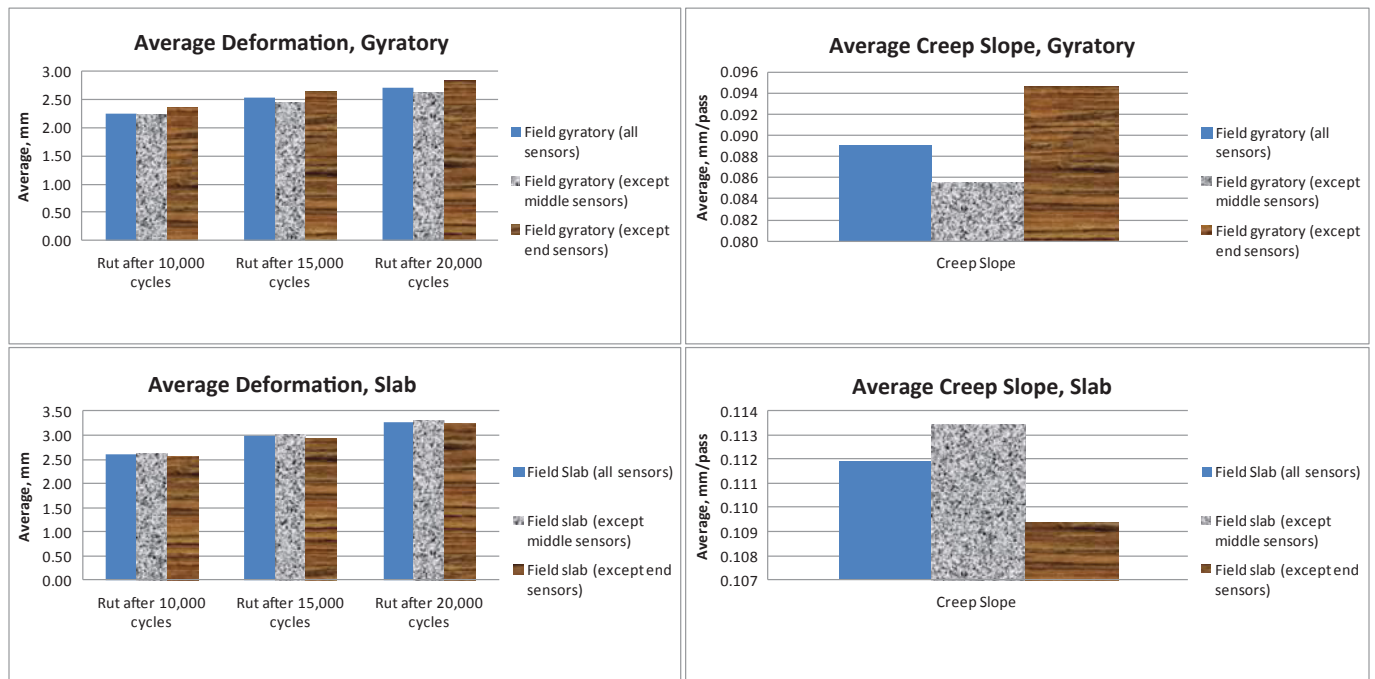 Average Deformation, Gyratory
Average, mm
3.00
2.50
2.00
1.50
1.00
0.50
0.00
Rut after 10,000
cycles
Rut after 15,000
cycles
Rut after 20,000
cycles
Field gyratory (all
sensors)
Field gyratory (except
middle sensors)
Field gyratory (except
end sensors)
Average Creep Slope, Gyratory
Average, mm/pass
0.096
0.094
0.092
0.090
0.088
0.086
0.084
0.082
0.080
Creep Slope
Field gyratory (all
sensors)
Field gyratory (except
middle sensors)
Field gyratory (except
end sensors)
Average Deformation, Slab
Average, mm
3.50
3.00
2.50
2.00
1.50
1.00
0.50
0.00
Rut after 10,000
cycles
Rut after 15,000
cycles
Rut after 20,000
cycles
Field Slab (all sensors)
Field slab (except
middle sensors)
Field slab (except end
sensors)
Average Creep Slope, Slab
Average, mm/pass
0.114
0.113
0.112
0.111
0.109
0.108
0.107
Creep Slope
Field Slab (all sensors)
Field slab (except
middle sensors)
Field slab (except end
sensors)